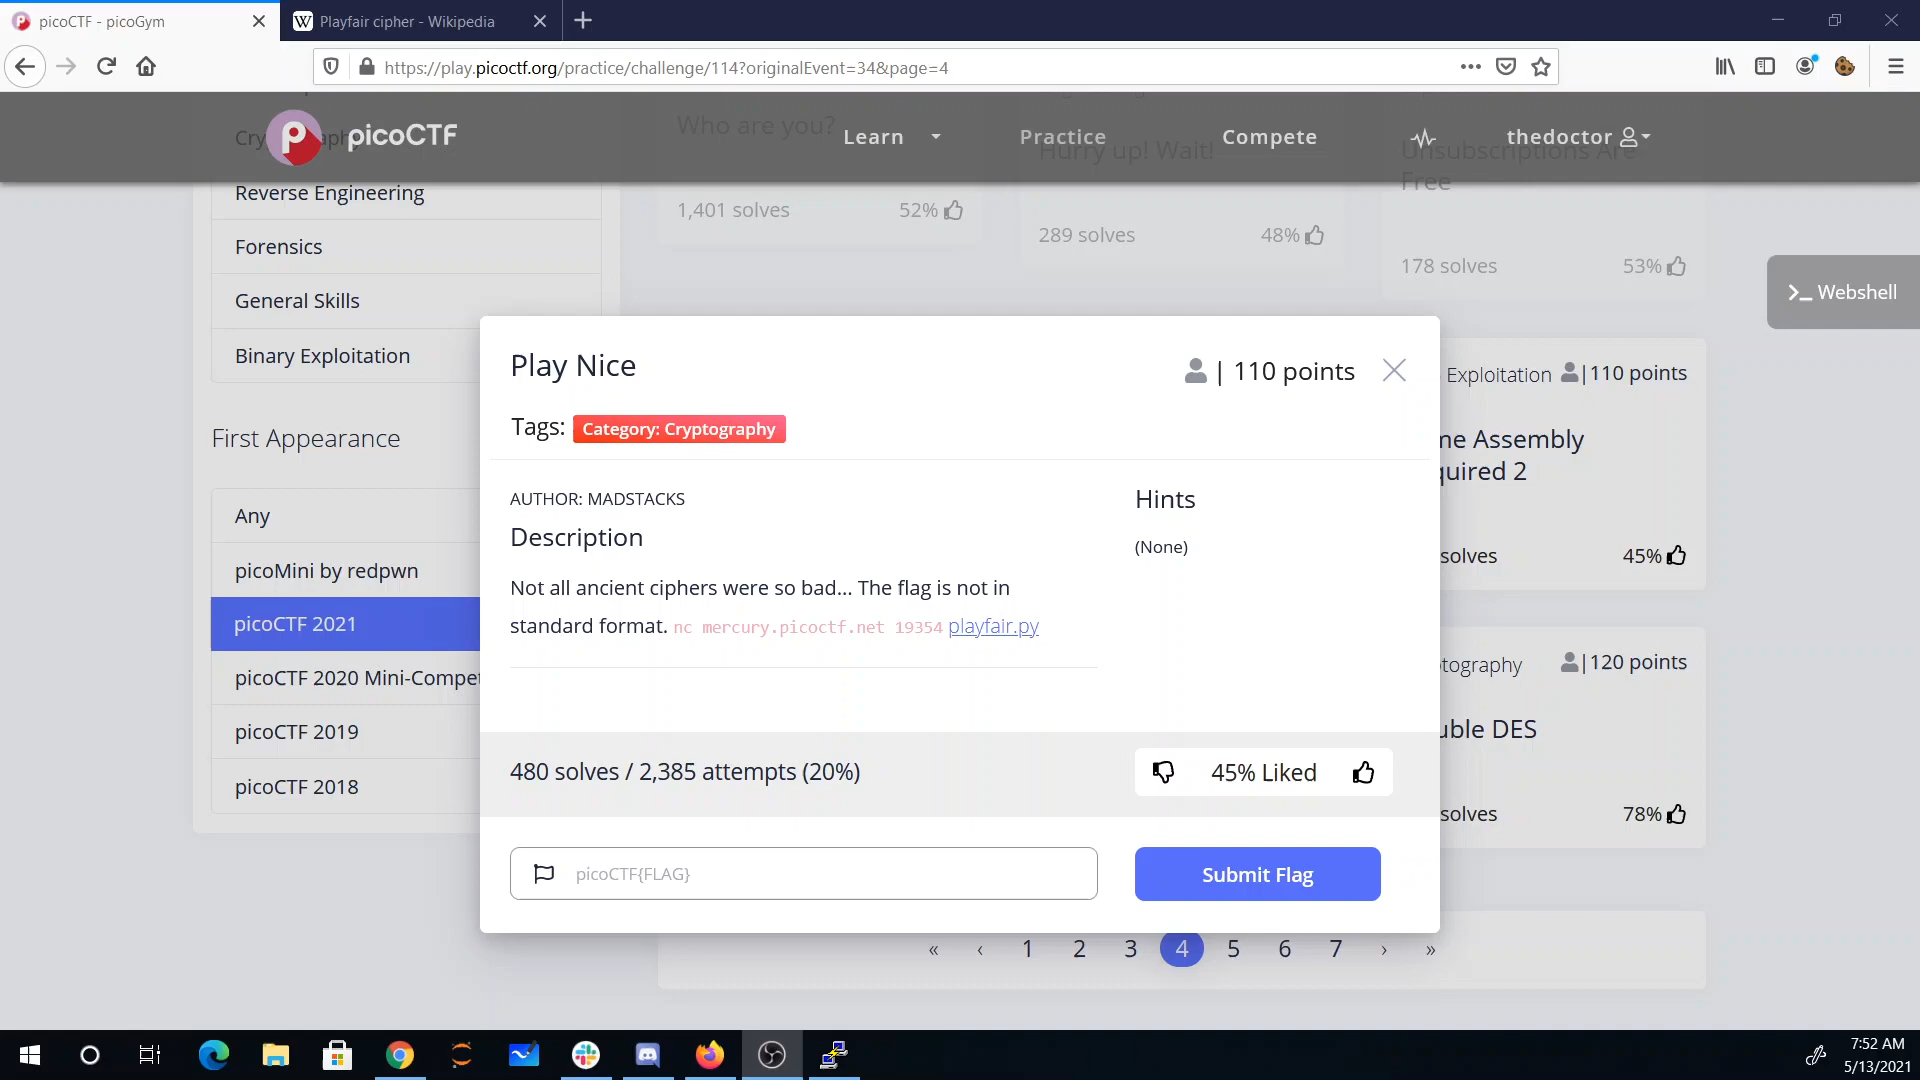 picoCTF - picoGym
Playfair cipher - Wikipedia
https://play.picoctf.org/practice/challenge/114?originalEvent=34&page=4
picoCTF
Learn
Practice
Compete
thedoctor
Who are you?
Hurry up! Wait!
Unsubscriptions Are
Free
1,401 solves
52%
289 solves
48%
178 solves
53%
Reverse Engineering
Forensics
General Skills
Binary Exploitation
First Appearance
Any
picoMini by redpwn
picoCTF 2021
picoCTF 2020 Mini-Compet
picoCTF 2019
picoCTF 2018
>_ Webshell
Play Nice
| 110 points
Tags: Category: Cryptography
AUTHOR: MADSTACKS
Description
Not all ancient ciphers were so bad... The flag is not in
standard format. nc mercury.picoctf.net 19354 playfair.py
Hints
(None)
480 solves / 2,385 attempts (20%)
45% Liked
picoCTF{FLAG}
Submit Flag
Exploitation |110 points
me Assembly
quired 2
solves
45%
tography |120 points
uble DES
solves
78%
« ‹ 1 2 3 4 5 6 7 › »
7:52 AM
5/13/2021